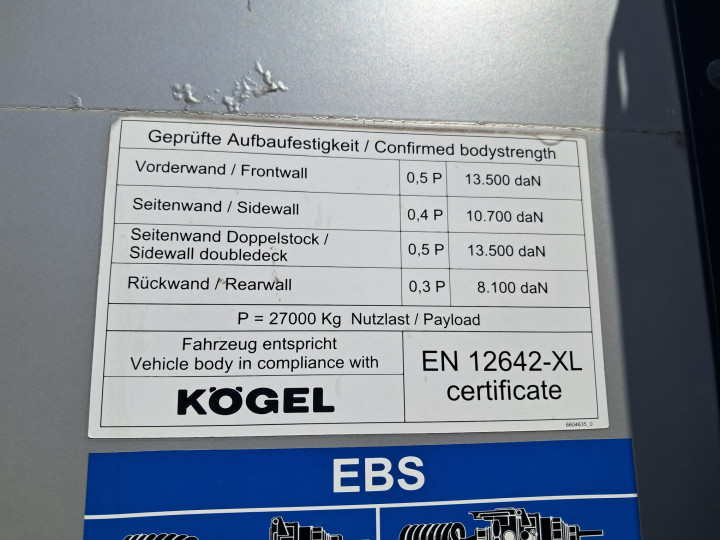 Geprüfte Aufbaufestigkeit / Confirmed bodystrength
Vorderwand / Frontwall 0,5 P 13.500 daN
Seitenwand / Sidewall 0,4 P 10.700 daN
Seitenwand Doppelstock /
Sidewall doubledeck 0,5 P 13.500 daN
Rückwand / Rearwall 0,3 P 8.100 daN
P = 27000 Kg Nutzlast / Payload
Fahrzeug entspricht
Vehicle body in compliance with
KÖGEL
EN 12642-XL
certificate
6604635_0
EBS